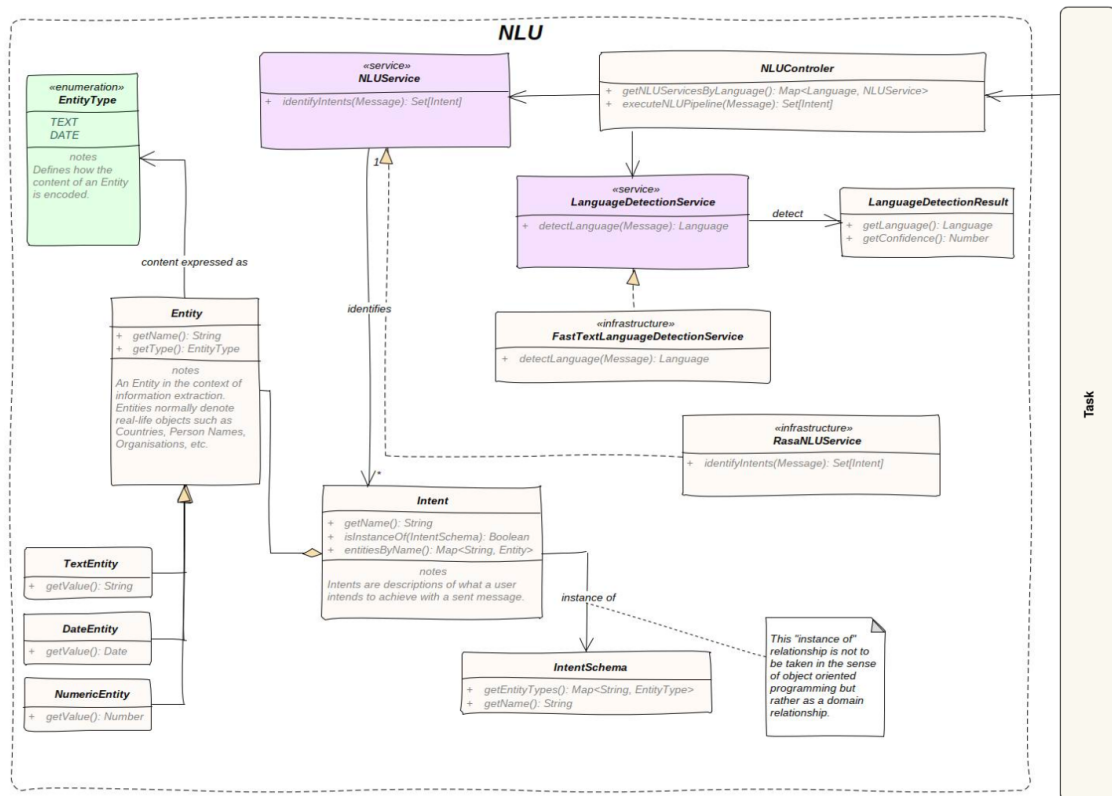 NLU
«enumeration»
EntityType
TEXT
DATE
notes
Defines how the
content of an Entity
is encoded.
«service»
NLUService
+ identifyIntents(Message): Set[Intent]
NLUControler
+ getNLUServicesByLanguage(): Map<Language, NLUService>
+ executeNLUPipeline(Message): Set[Intent]
1
«service»
LanguageDetectionService
+ detectLanguage(Message): Language
detect
LanguageDetectionResult
+ getLanguage(): Language
+ getConfidence(): Number
content expressed as
identifies
Entity
+ getName(): String
+ getType(): EntityType
notes
An Entity in the context of
information extraction.
Entities normally denote
real-life objects such as
Countries, Person Names,
Organisations, etc.
«infrastructure»
FastTextLanguageDetectionService
+ detectLanguage(Message): Language
Task
«infrastructure»
RasaNLUService
+ identifyIntents(Message): Set[Intent]
*
Intent
+ getName(): String
+ isInstanceOf(IntentSchema): Boolean
+ entitiesByName(): Map<String, Entity>
notes
Intents are descriptions of what a user
intends to achieve with a sent message.
TextEntity
+ getValue(): String
DateEntity
+ getValue(): Date
NumericEntity
+ getValue(): Number
instance of
IntentSchema
+ getEntityTypes(): Map<String, EntityType>
+ getName(): String
This "instance of"
relationship is not to
be taken in the sense
of object oriented
programming but
rather as a domain
relationship.